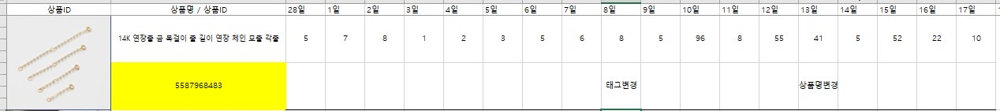 상품ID 상품명 / 상품ID 28일 1일 2일 3일 4일 5일 6일 7일 8일 9일 10일 11일 12일 13일 14일 15일 16일 17일
14K 연장줄 금 목걸이 줄 길이 연장 체인 모줄 각줄 5 7 8 1 2 3 5 6 8 5 96 8 55 41 5 52 22 10
5587968483 태그변경 상품명변경